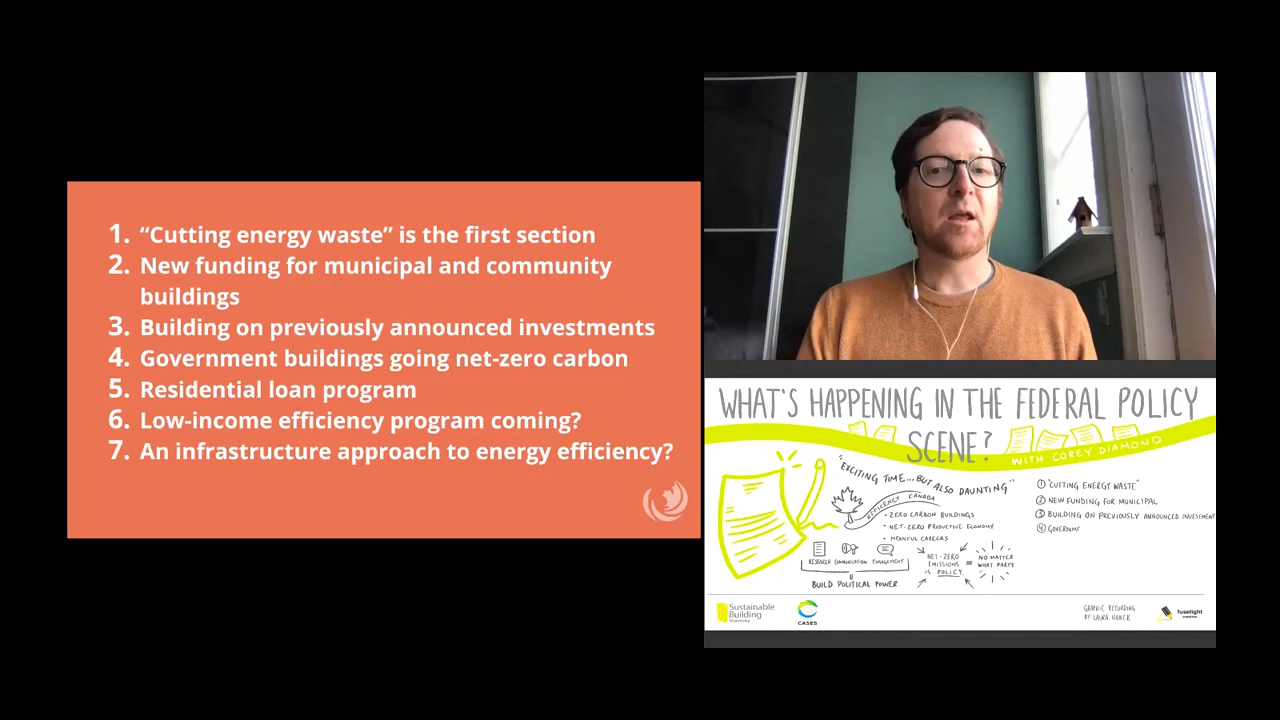 1. “Cutting energy waste” is the first section
2. New funding for municipal and community
buildings
3. Building on previously announced investments
4. Government buildings going net-zero carbon
5. Residential loan program
6. Low-income efficiency program coming?
7. An infrastructure approach to energy efficiency?
WHAT'S HAPPENING IN THE FEDERAL POLICY
SCENE?
WITH COREY DIAMOND
"EXCITING TIME... BUT ALSO DAUNTING"
EFFICIENCY CANADA
• ZERO CARBON BUILDINGS
• NET-ZERO PRODUCTIVE ECONOMY
• MEANFUL CAREERS
RESEARCH COMMUNICATION ENGAGEMENT
BUILD POLITICAL POWER
NET-ZERO
EMISSIONS
IS POLICY.
=
NO MATTER
WHAT PARTY
① "CUTTING ENERGY WASTE"
② NEW FUNDING FOR MUNICIPAL
③ BUILDING ON PREVIOUSLY ANNOUNCED INVESTMENT
④ GOVERNM
Sustainable
Building
Manitoba
CASES
GRAPHIC RECORDING
BY LAURA HANEK
fuselight
creative